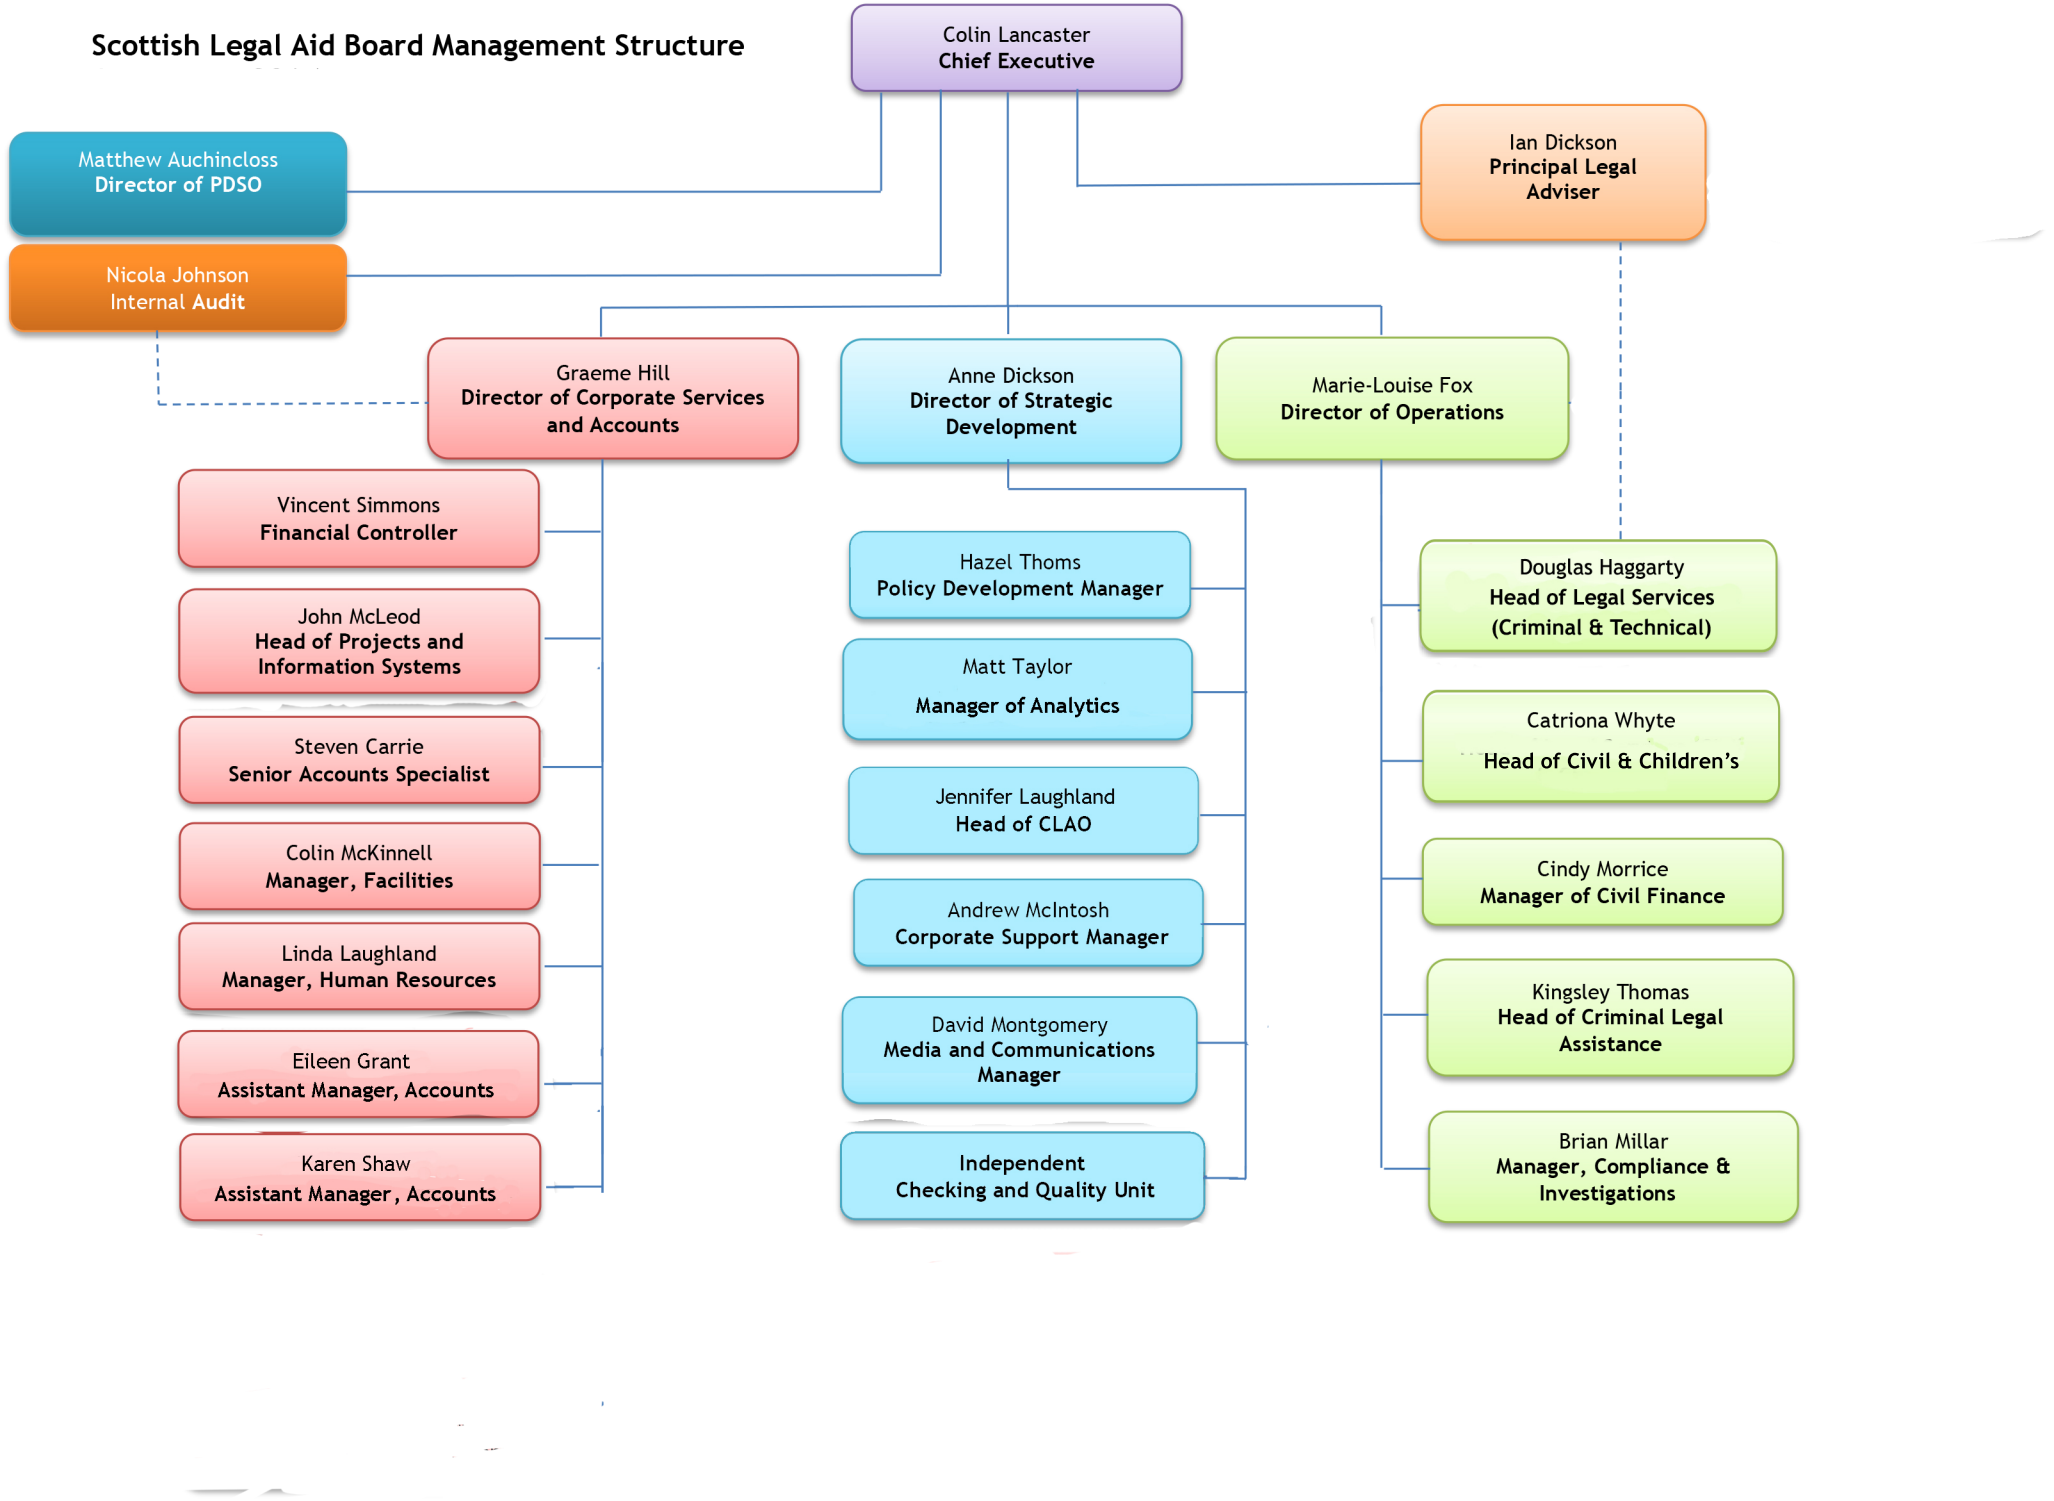 Scottish Legal Aid Board Management Structure
Colin Lancaster
Chief Executive
Matthew Auchincloss
Director of PDSO
Ian Dickson
Principal Legal
Adviser
Nicola Johnson
Internal Audit
Graeme Hill
Director of Corporate Services
and Accounts
Anne Dickson
Director of Strategic
Development
Marie-Louise Fox
Director of Operations
Vincent Simmons
Financial Controller
John McLeod
Head of Projects and
Information Systems
Steven Carrie
Senior Accounts Specialist
Colin McKinnell
Manager, Facilities
Linda Laughland
Manager, Human Resources
Eileen Grant
Assistant Manager, Accounts
Karen Shaw
Assistant Manager, Accounts
Hazel Thoms
Policy Development Manager
Matt Taylor
Manager of Analytics
Jennifer Laughland
Head of CLAO
Andrew McIntosh
Corporate Support Manager
David Montgomery
Media and Communications
Manager
Independent
Checking and Quality Unit
Douglas Haggarty
Head of Legal Services
(Criminal & Technical)
Catriona Whyte
Head of Civil & Children’s
Cindy Morrice
Manager of Civil Finance
Kingsley Thomas
Head of Criminal Legal
Assistance
Brian Millar
Manager, Compliance &
Investigations